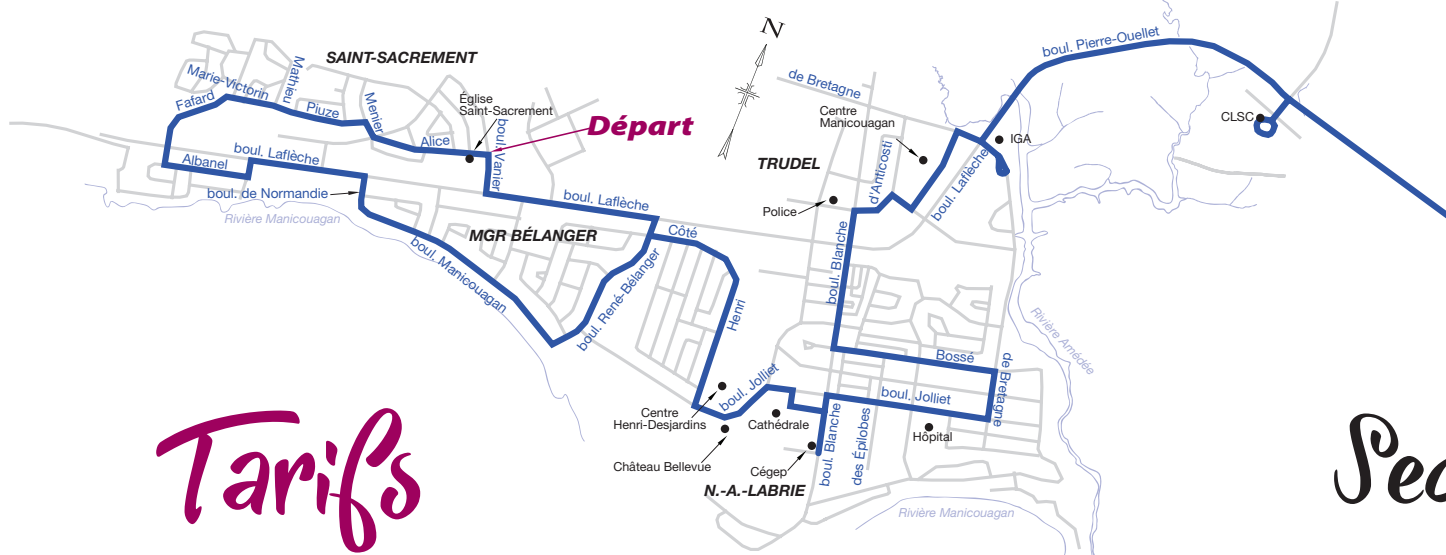 N
boul. Pierre-Ouellet
SAINT-SACREMENT
Mathieu
Marie-Victorin
Fafard
Piuze
Menier
Église
Saint-Sacrement
Alice
boul. Vanier
Départ
de Bretagne
Centre
Manicouagan
IGA
CLSC
TRUDEL
d'Anticosti
boul. Laflèche
Albanel
boul. Laflèche
boul. de Normandie
Rivière Manicouagan
boul. Laflèche
Police
MGR BÉLANGER
Côté
boul. Manicouagan
boul. René-Bélanger
Henri
boul. Blanche
Rivière Amédée
Bossé
de Bretagne
boul. Jolliet
boul. Jolliet
Centre
Henri-Desjardins
Cathédrale
Château Bellevue
Cégep
boul. Blanche
des Épilobes
Hôpital
N.-A.-LABRIE
Rivière Manicouagan
Tarifs
Sec